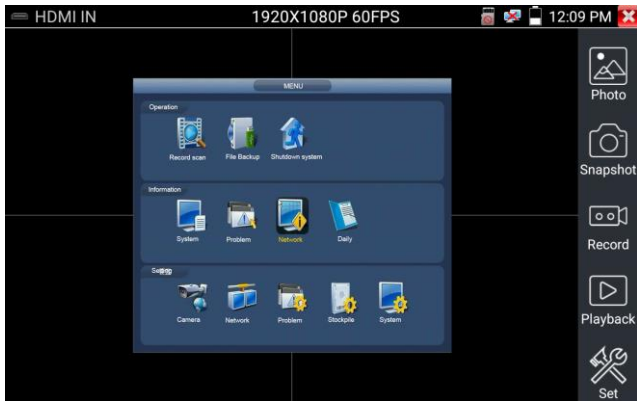 HDMI IN 1920X1080P 60FPS 12:09 PM
MENU
Operation
Record scan File Backup Shutdown system
Information
System Problem Network Daily
Setting
Camera Network Problem Stockpile System
Photo
Snapshot
Record
Playback
Set